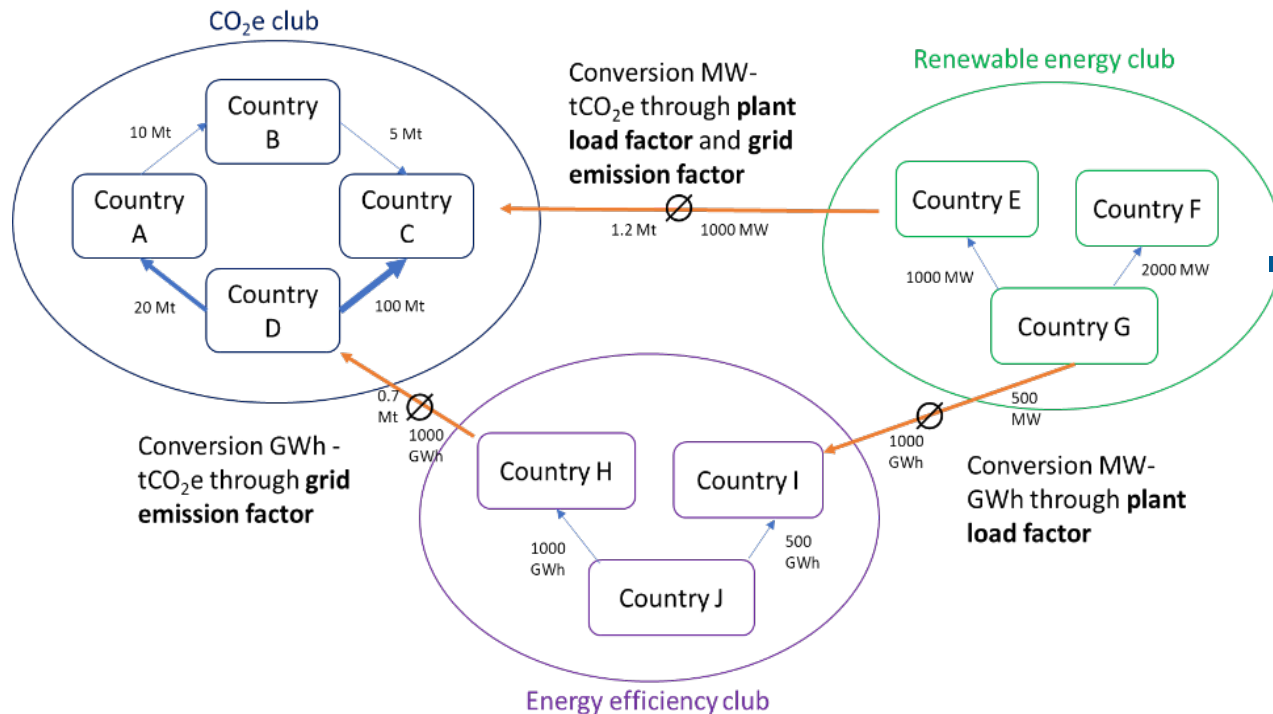 CO₂e club
Country
B
10 Mt
5 Mt
Country
A
Country
C
20 Mt
100 Mt
Country
D
Conversion MW-
tCO₂e through plant
load factor and grid
emission factor
1.2 Mt
1000 MW
Renewable energy club
Country E
Country F
1000 MW
2000 MW
Country G
500
MW
1000
GWh
Conversion MW-
GWh through plant
load factor
0.7
Mt
1000
GWh
Conversion GWh -
tCO₂e through grid
emission factor
Country H
Country I
1000
GWh
500
GWh
Country J
Energy efficiency club